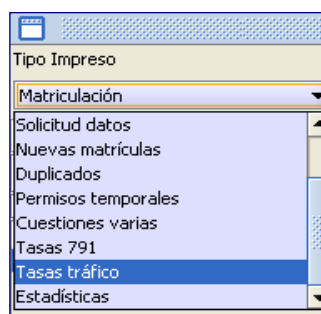 Tipo Impreso
Matriculación
Solicitud datos
Nuevas matrículas
Duplicados
Permisos temporales
Cuestiones varias
Tasas 791
Tasas tráfico
Estadísticas